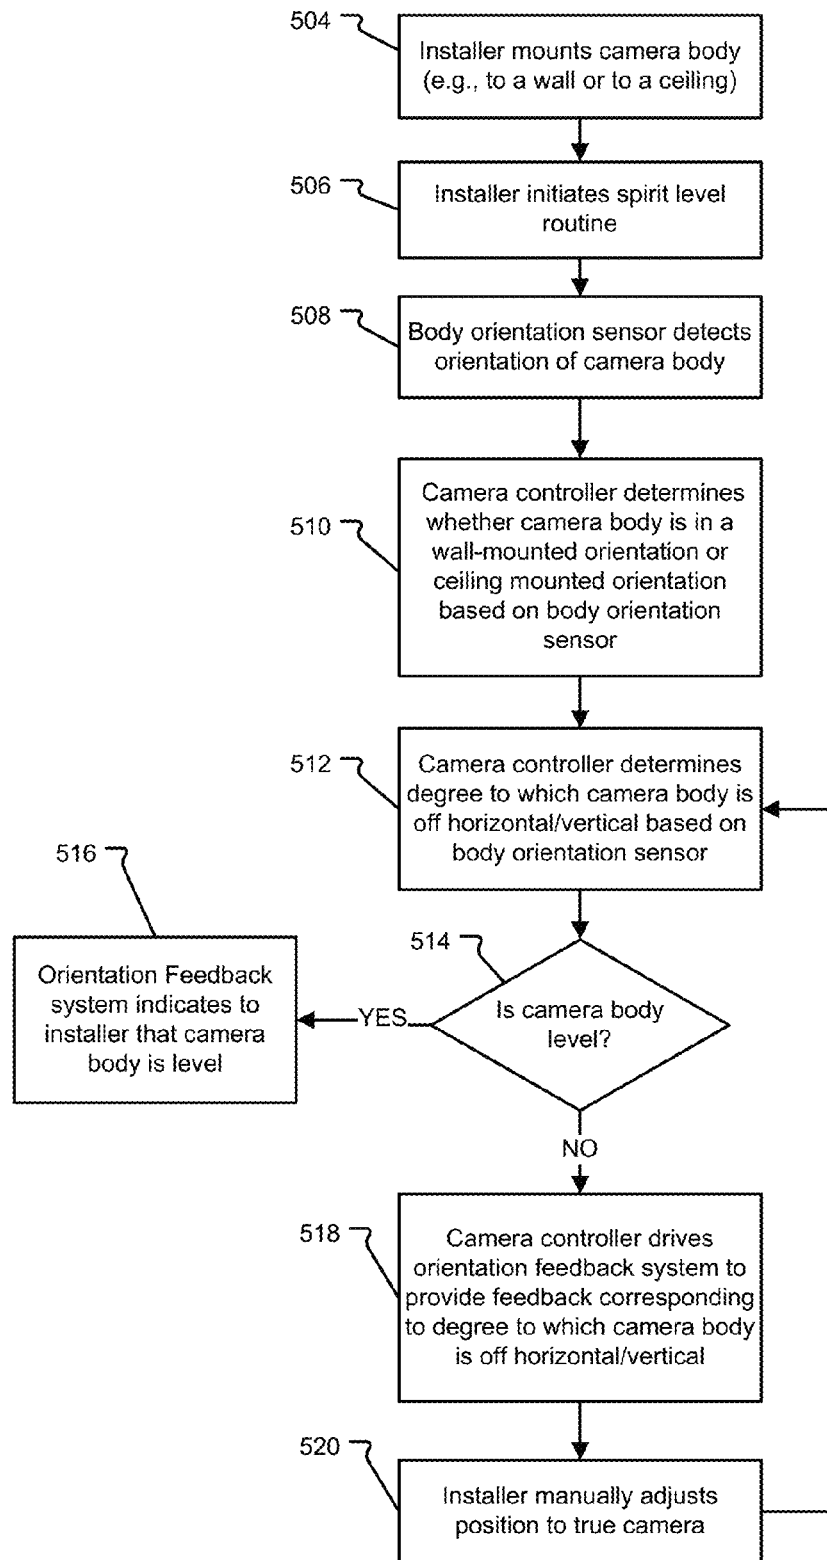 504
Installer mounts camera body
(e.g., to a wall or to a ceiling)
506
Installer initiates spirit level
routine
508
Body orientation sensor detects
orientation of camera body
510
Camera controller determines
whether camera body is in a
wall-mounted orientation or
ceiling mounted orientation
based on body orientation
sensor
512
Camera controller determines
degree to which camera body is
off horizontal/vertical based on
body orientation sensor
516
Orientation Feedback
system indicates to
installer that camera
body is level
YES
514
Is camera body
level?
NO
518
Camera controller drives
orientation feedback system to
provide feedback corresponding
to degree to which camera body
is off horizontal/vertical
520
Installer manually adjusts
position to true camera